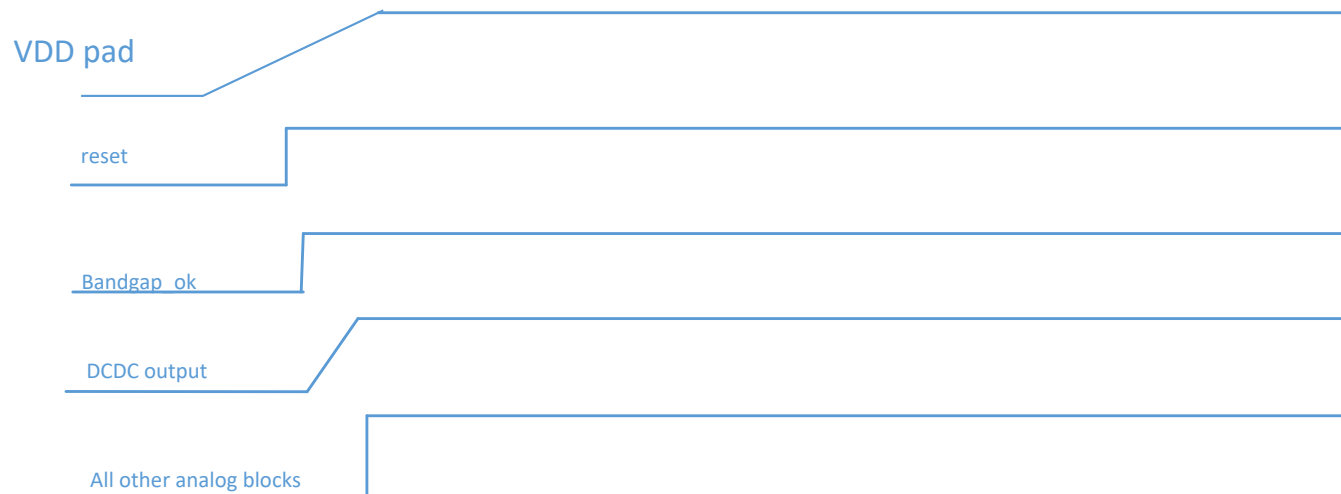 VDD pad
reset
Bandgap_ok
DCDC output
All other analog blocks